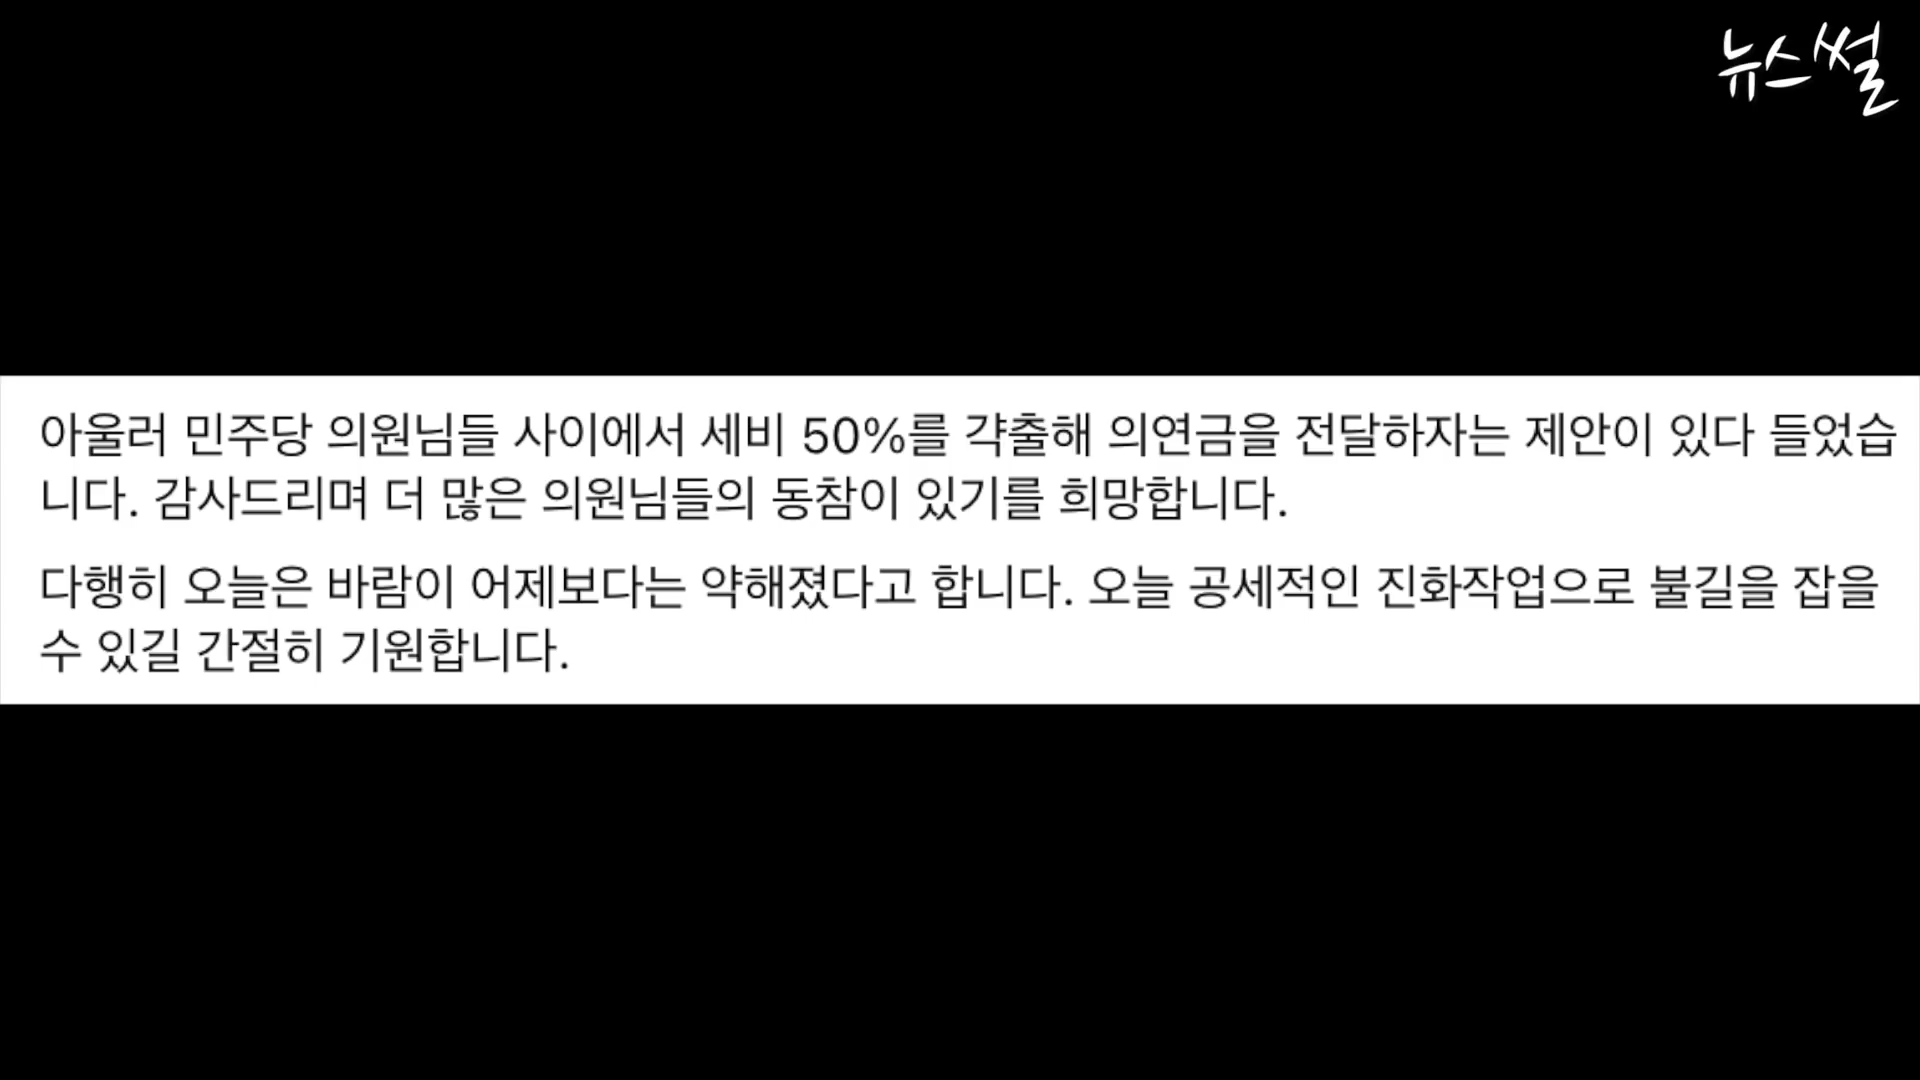 뉴스썰
아울러 민주당 의원님들 사이에서 세비 50%를 갹출해 의연금을 전달하자는 제안이 있다 들었습
니다. 감사드리며 더 많은 의원님들의 동참이 있기를 희망합니다.
다행히 오늘은 바람이 어제보다는 약해졌다고 합니다. 오늘 공세적인 진화작업으로 불길을 잡을
수 있길 간절히 기원합니다.